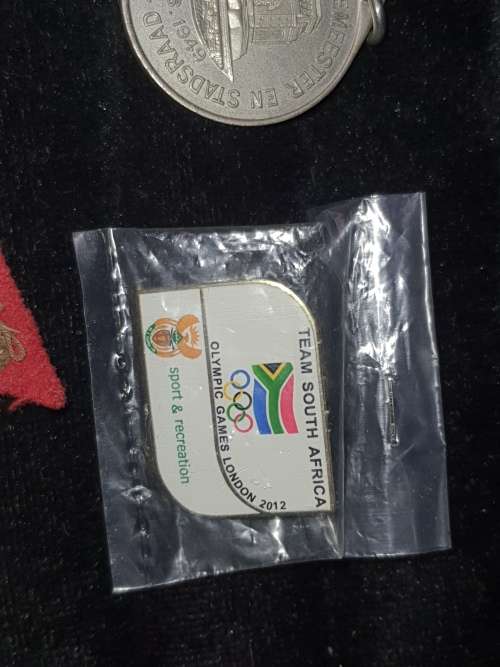 MEESTER EN STADSRAAD
1949
TEAM SOUTH AFRICA
OLYMPIC GAMES LONDON 2012
sport & recreation